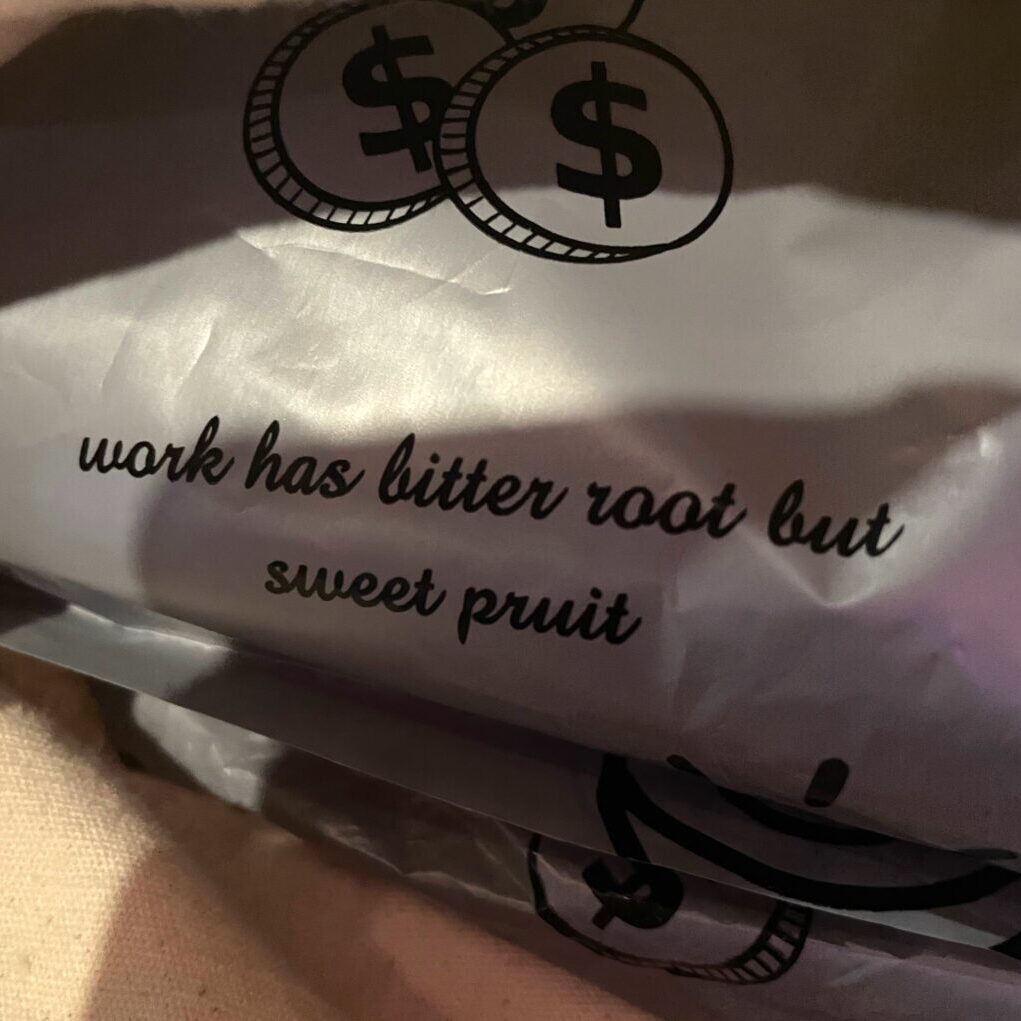 $ $
work has bitter root but
sweet pruit
$